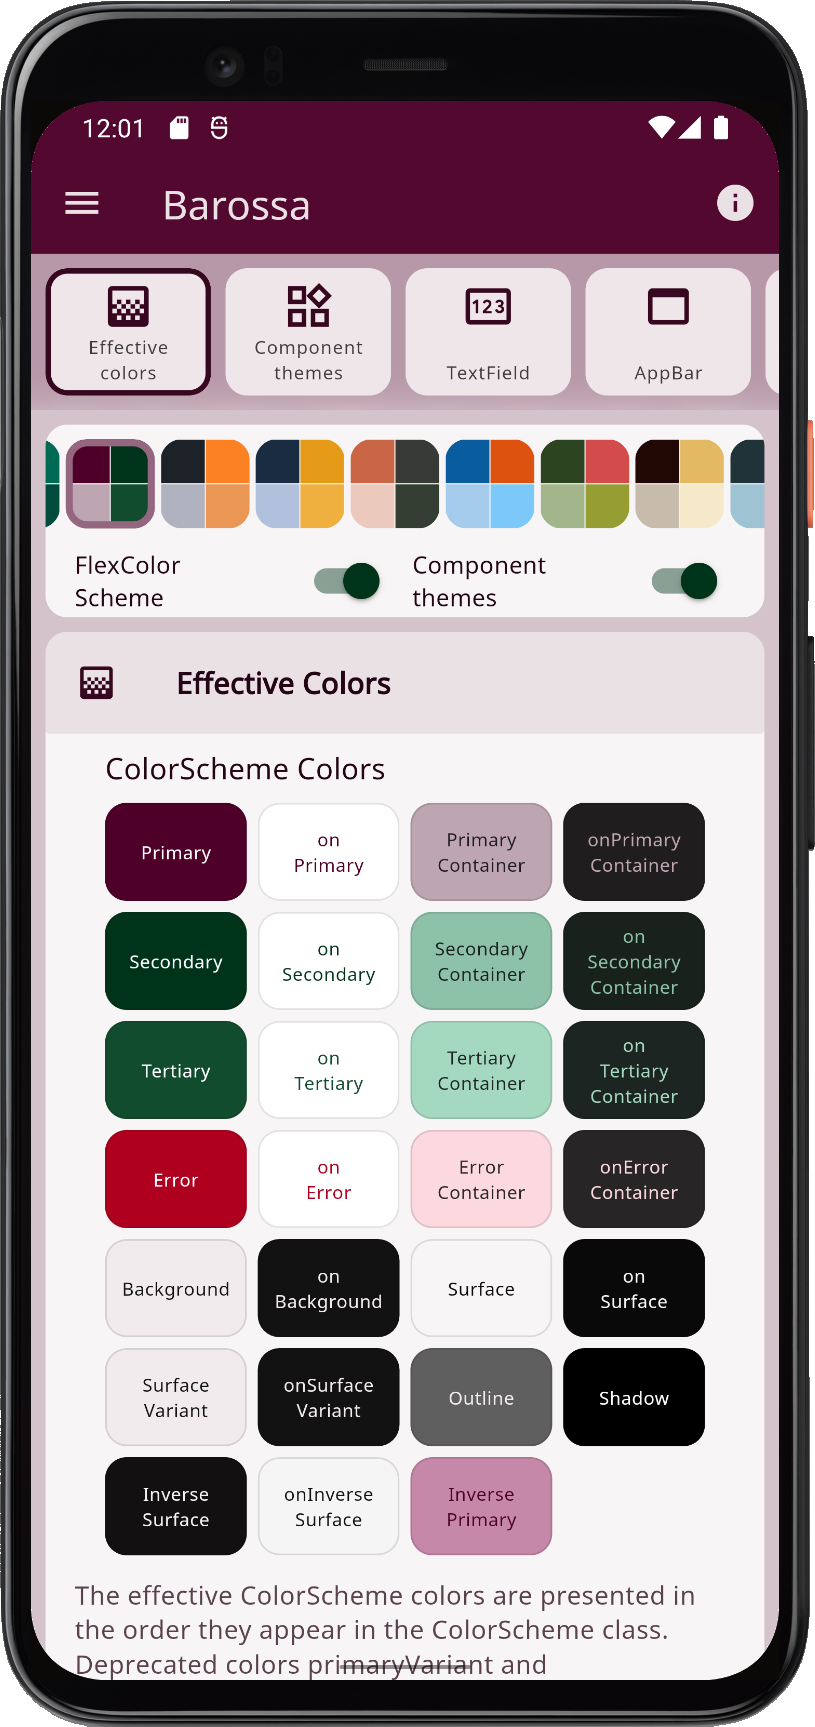 12:01
Barossa
Effective
colors
Component
themes
123
TextField
AppBar
FlexColor
Scheme
Component
themes
Effective Colors
ColorScheme Colors
Primary
on
Primary
Primary
Container
onPrimary
Container
Secondary
on
Secondary
Secondary
Container
on
Secondary
Container
Tertiary
on
Tertiary
Tertiary
Container
on
Tertiary
Container
Error
on
Error
Error
Container
onError
Container
Background
on
Background
Surface
on
Surface
Surface
Variant
onSurface
Variant
Outline
Shadow
Inverse
Surface
onInverse
Surface
Inverse
Primary
The effective ColorScheme colors are presented in
the order they appear in the ColorScheme class.
Deprecated colors primaryVariant and